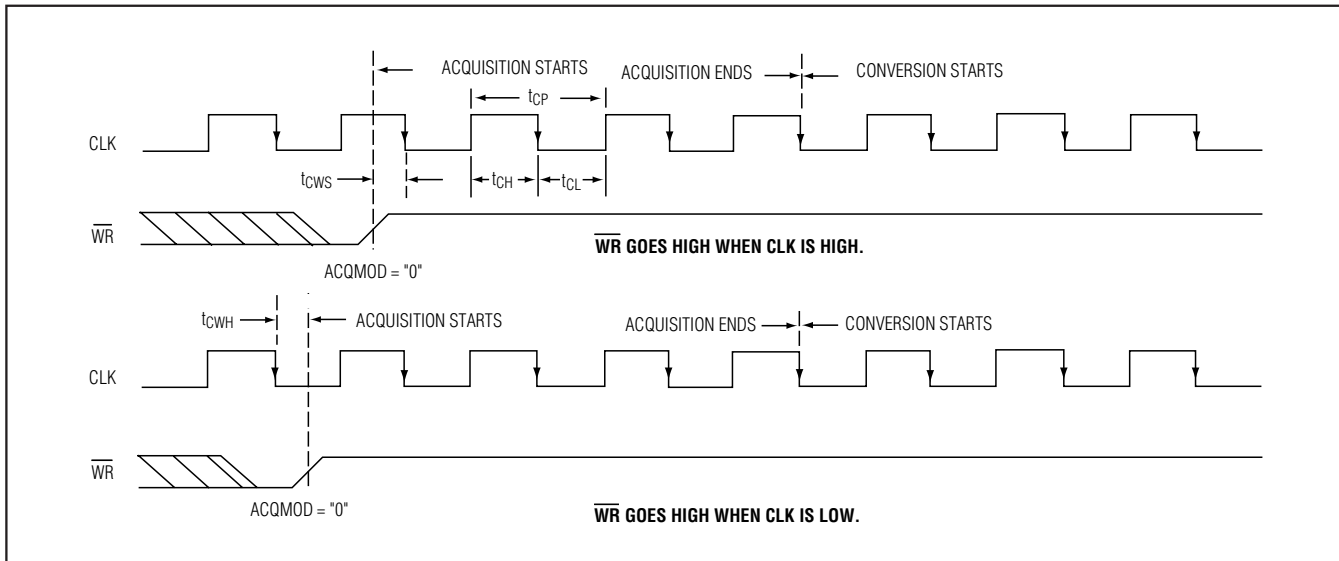 ACQUISITION STARTS
ACQUISITION ENDS
CONVERSION STARTS
tCP
CLK
tCWS
tCH
tCL
WR
WR GOES HIGH WHEN CLK IS HIGH.
ACQMOD = "0"
tCWH
ACQUISITION STARTS
ACQUISITION ENDS
CONVERSION STARTS
CLK
WR
ACQMOD = "0"
WR GOES HIGH WHEN CLK IS LOW.